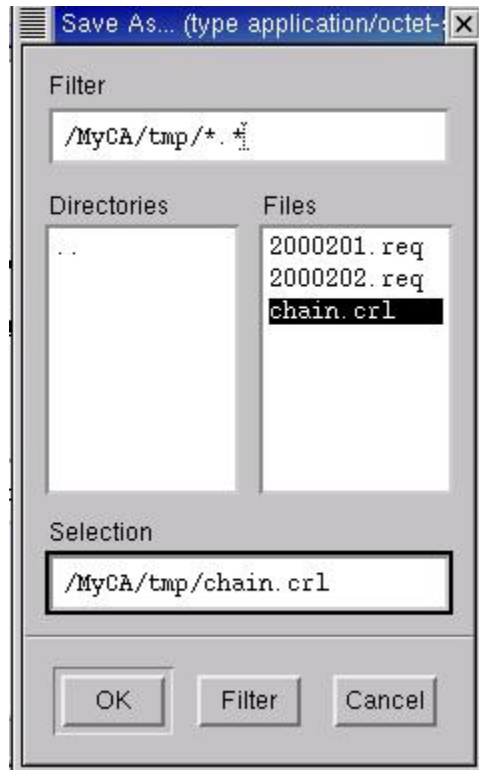 Save As... (type application/octet-s
Filter
/MyCA/tmp/*.*
Directories
Files
..
2000201.req
2000202.req
chain.crl
Selection
/MyCA/tmp/chain.crl
OK
Filter
Cancel